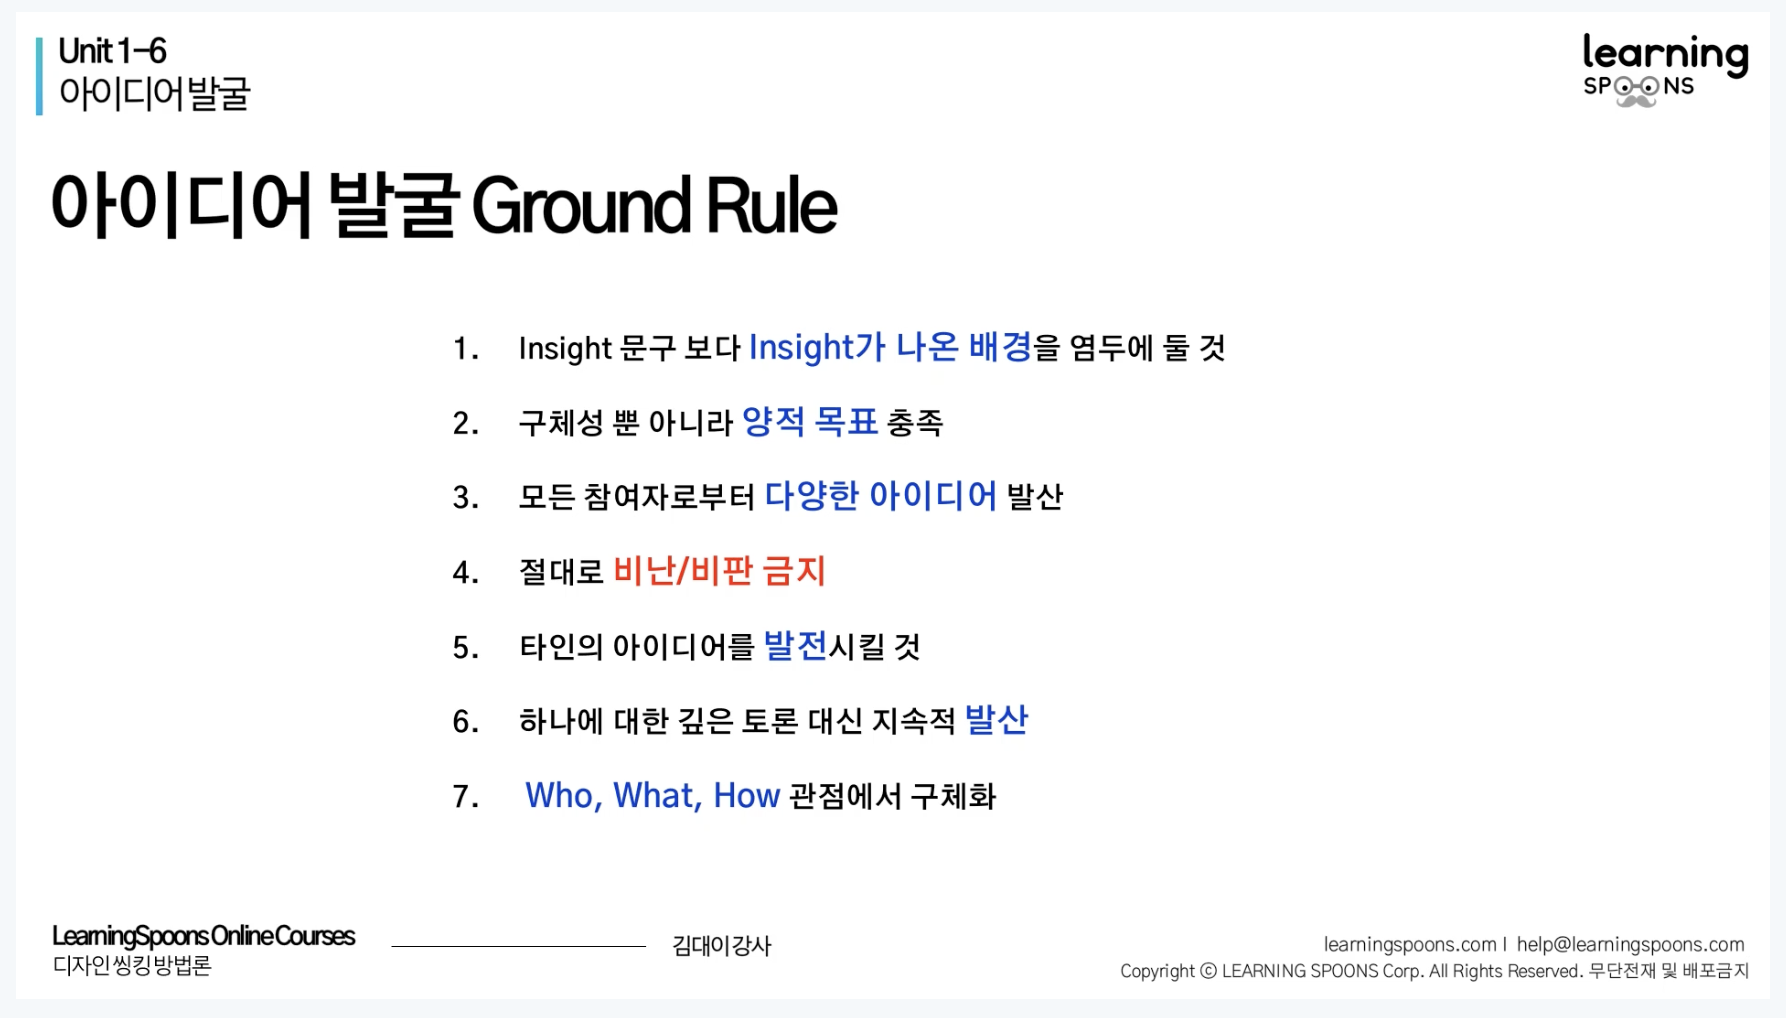 Unit 1-6
아이디어 발굴
learning
SPOONS
아이디어 발굴 Ground Rule
1. Insight 문구 보다 Insight가 나온 배경을 염두에 둘 것
2. 구체성 뿐 아니라 양적 목표 충족
3. 모든 참여자로부터 다양한 아이디어 발산
4. 절대로 비난/비판 금지
5. 타인의 아이디어를 발전시킬 것
6. 하나에 대한 깊은 토론 대신 지속적 발산
7. Who, What, How 관점에서 구체화
LearningSpoons Online Courses
디자인 씽킹 방법론
김대이 강사
learningspoons.com I help@learningspoons.com
Copyright ⓒ LEARNING SPOONS Corp. All Rights Reserved. 무단전재 및 배포금지